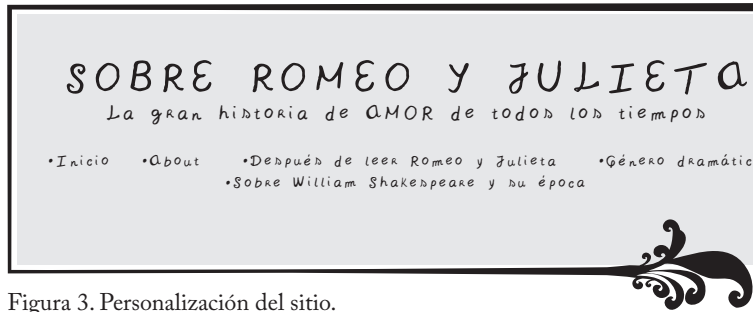 SOBRE ROMEO Y JULIETA
La gran historia de AMOR de todos los tiempos
•Inicio •About •Después de leer Romeo y Julieta •Género dramátic
•Sobre William Shakespeare y su época
Figura 3. Personalización del sitio.